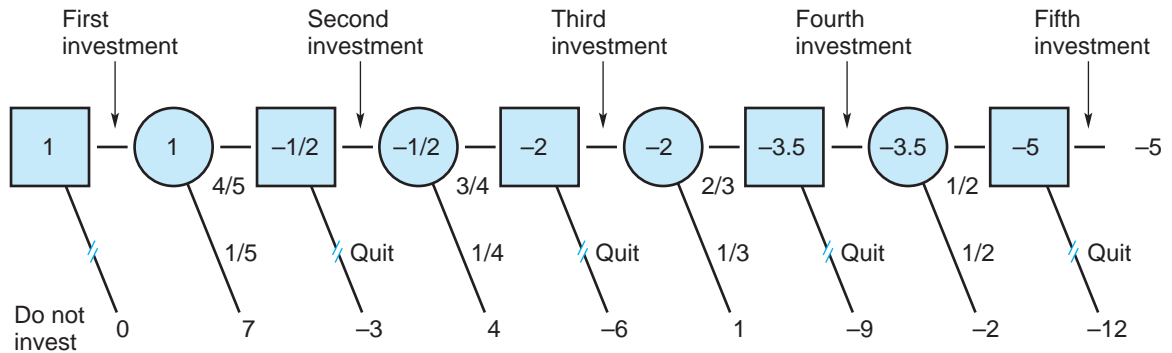 First investment
Second investment
Third investment
Fourth investment
Fifth investment
1
1
–1/2
–1/2
–2
–2
–3.5
–3.5
–5
–5
4/5
3/4
2/3
1/2
1/5
Quit
1/4
Quit
1/3
Quit
1/2
Quit
Do not invest
0
7
–3
4
–6
1
–9
–2
–12